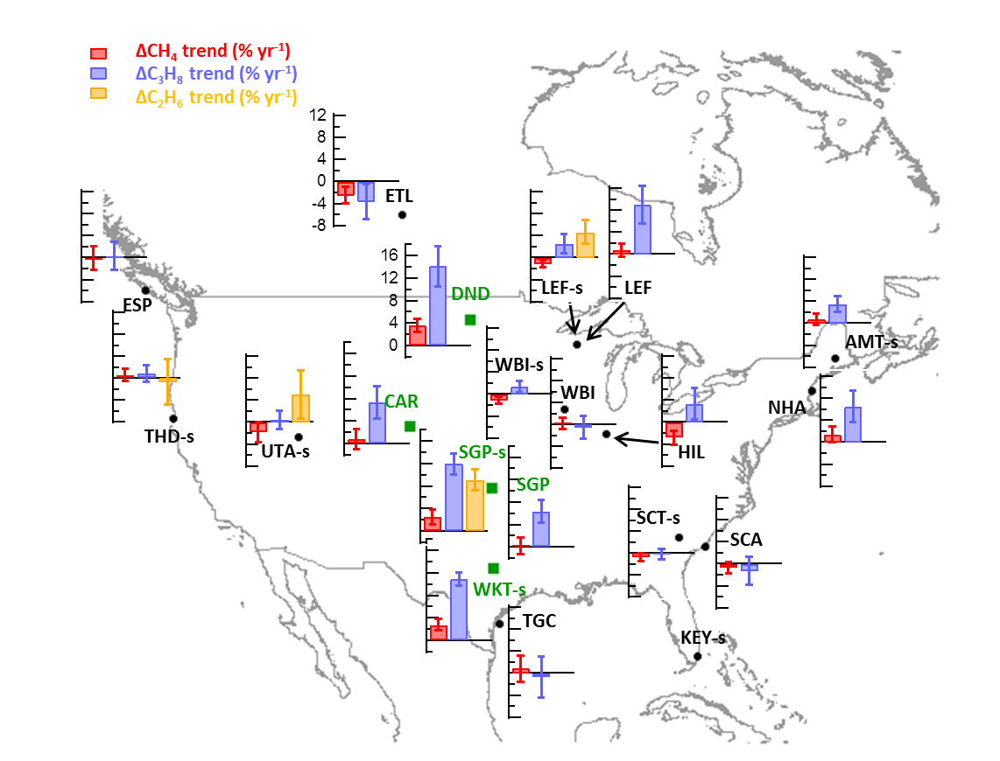 ΔCH₄ trend (% yr⁻¹)
ΔC₃H₈ trend (% yr⁻¹)
ΔC₂H₆ trend (% yr⁻¹)
12
8
4
0
-4
-8
ETL
ESP
16
12
8
4
0
DND
LEF-s
LEF
AMT-s
THD-s
UTA-s
CAR
WBI-s
WBI
HIL
NHA
SGP-s
SGP
SCT-s
SCA
WKT-s
TGC
KEY-s